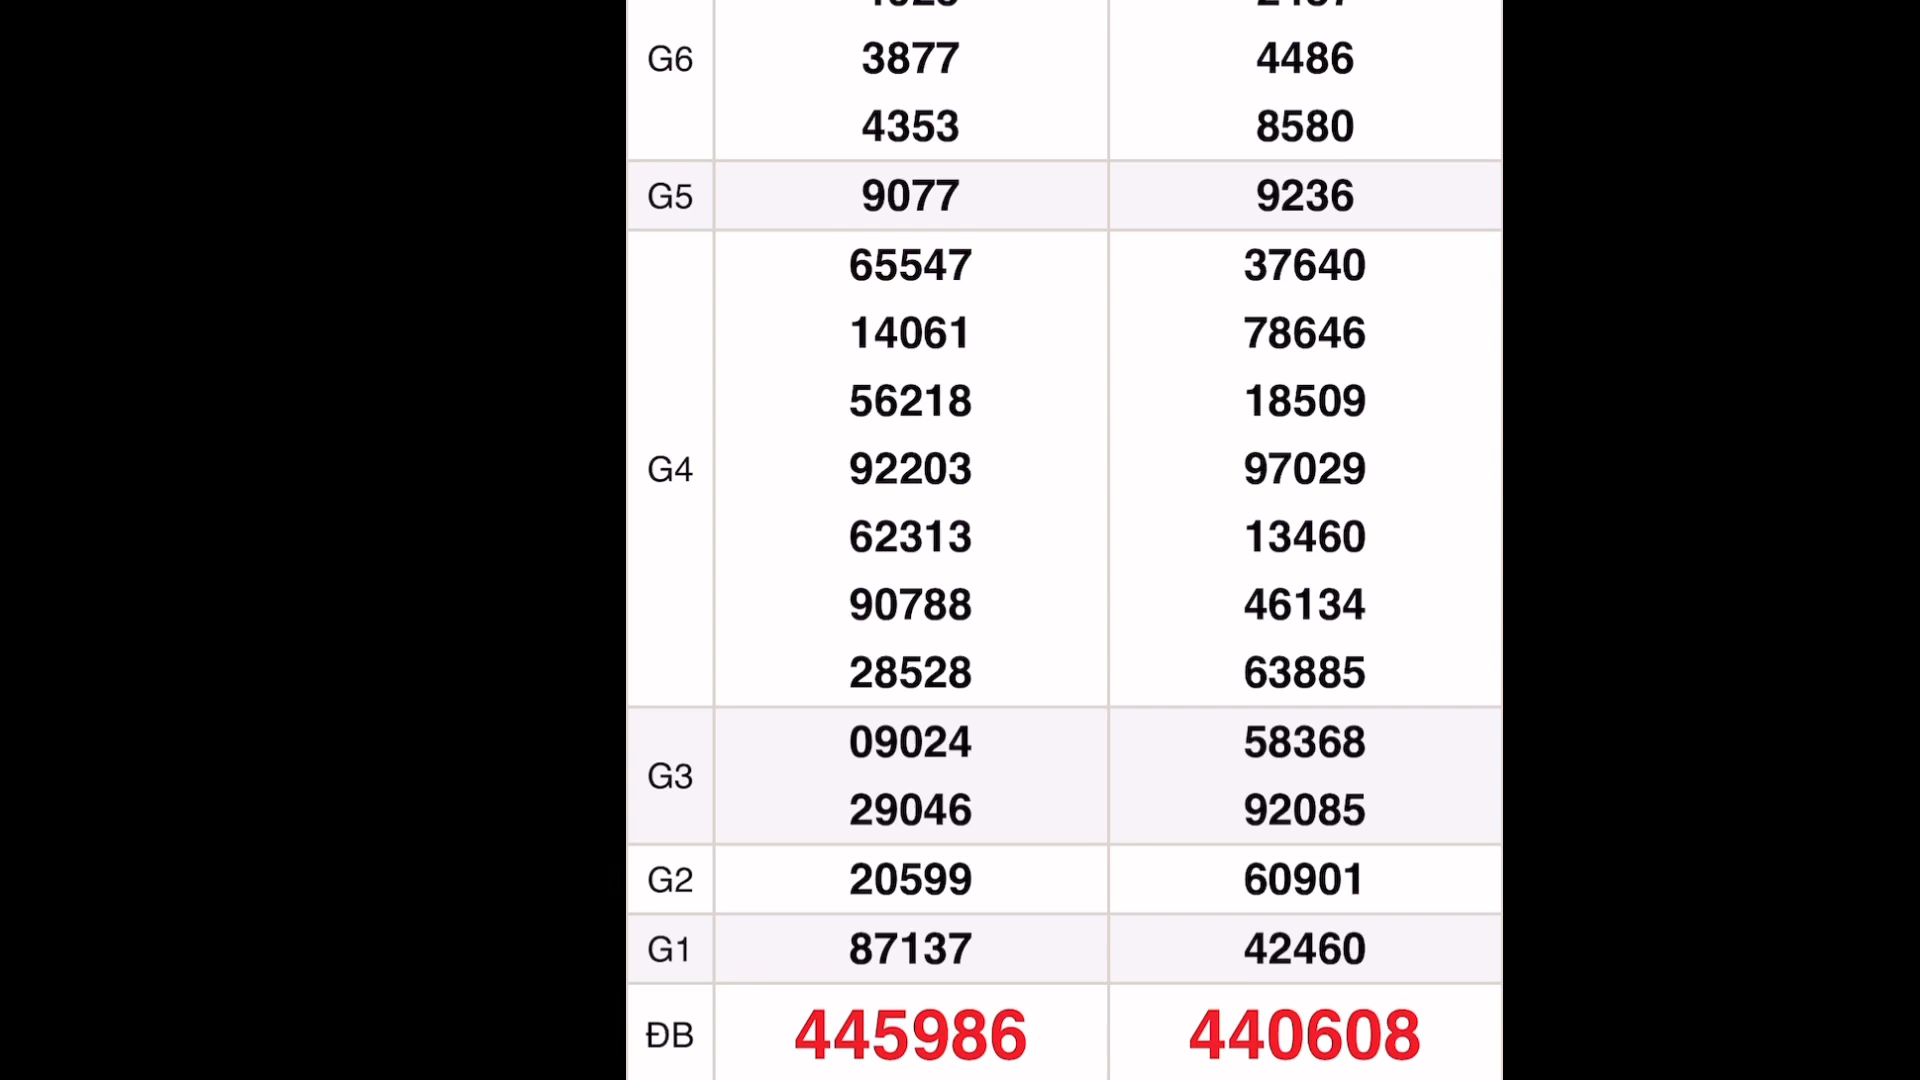 G6 3877 4486
4353 8580
G5 9077 9236
65547 37640
14061 78646
56218 18509
G4 92203 97029
62313 13460
90788 46134
28528 63885
09024 58368
G3
29046 92085
G2 20599 60901
G1 87137 42460
ĐB 445986 440608